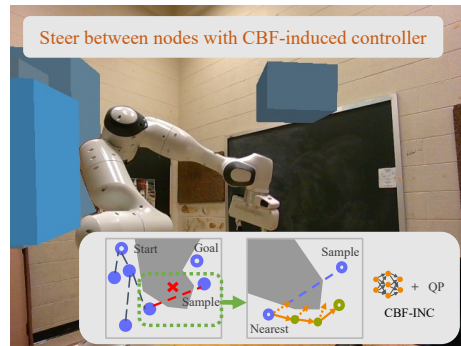 Steer between nodes with CBF-induced controller
Start
Goal
Sample
Sample
Nearest
+ QP
CBF-INC